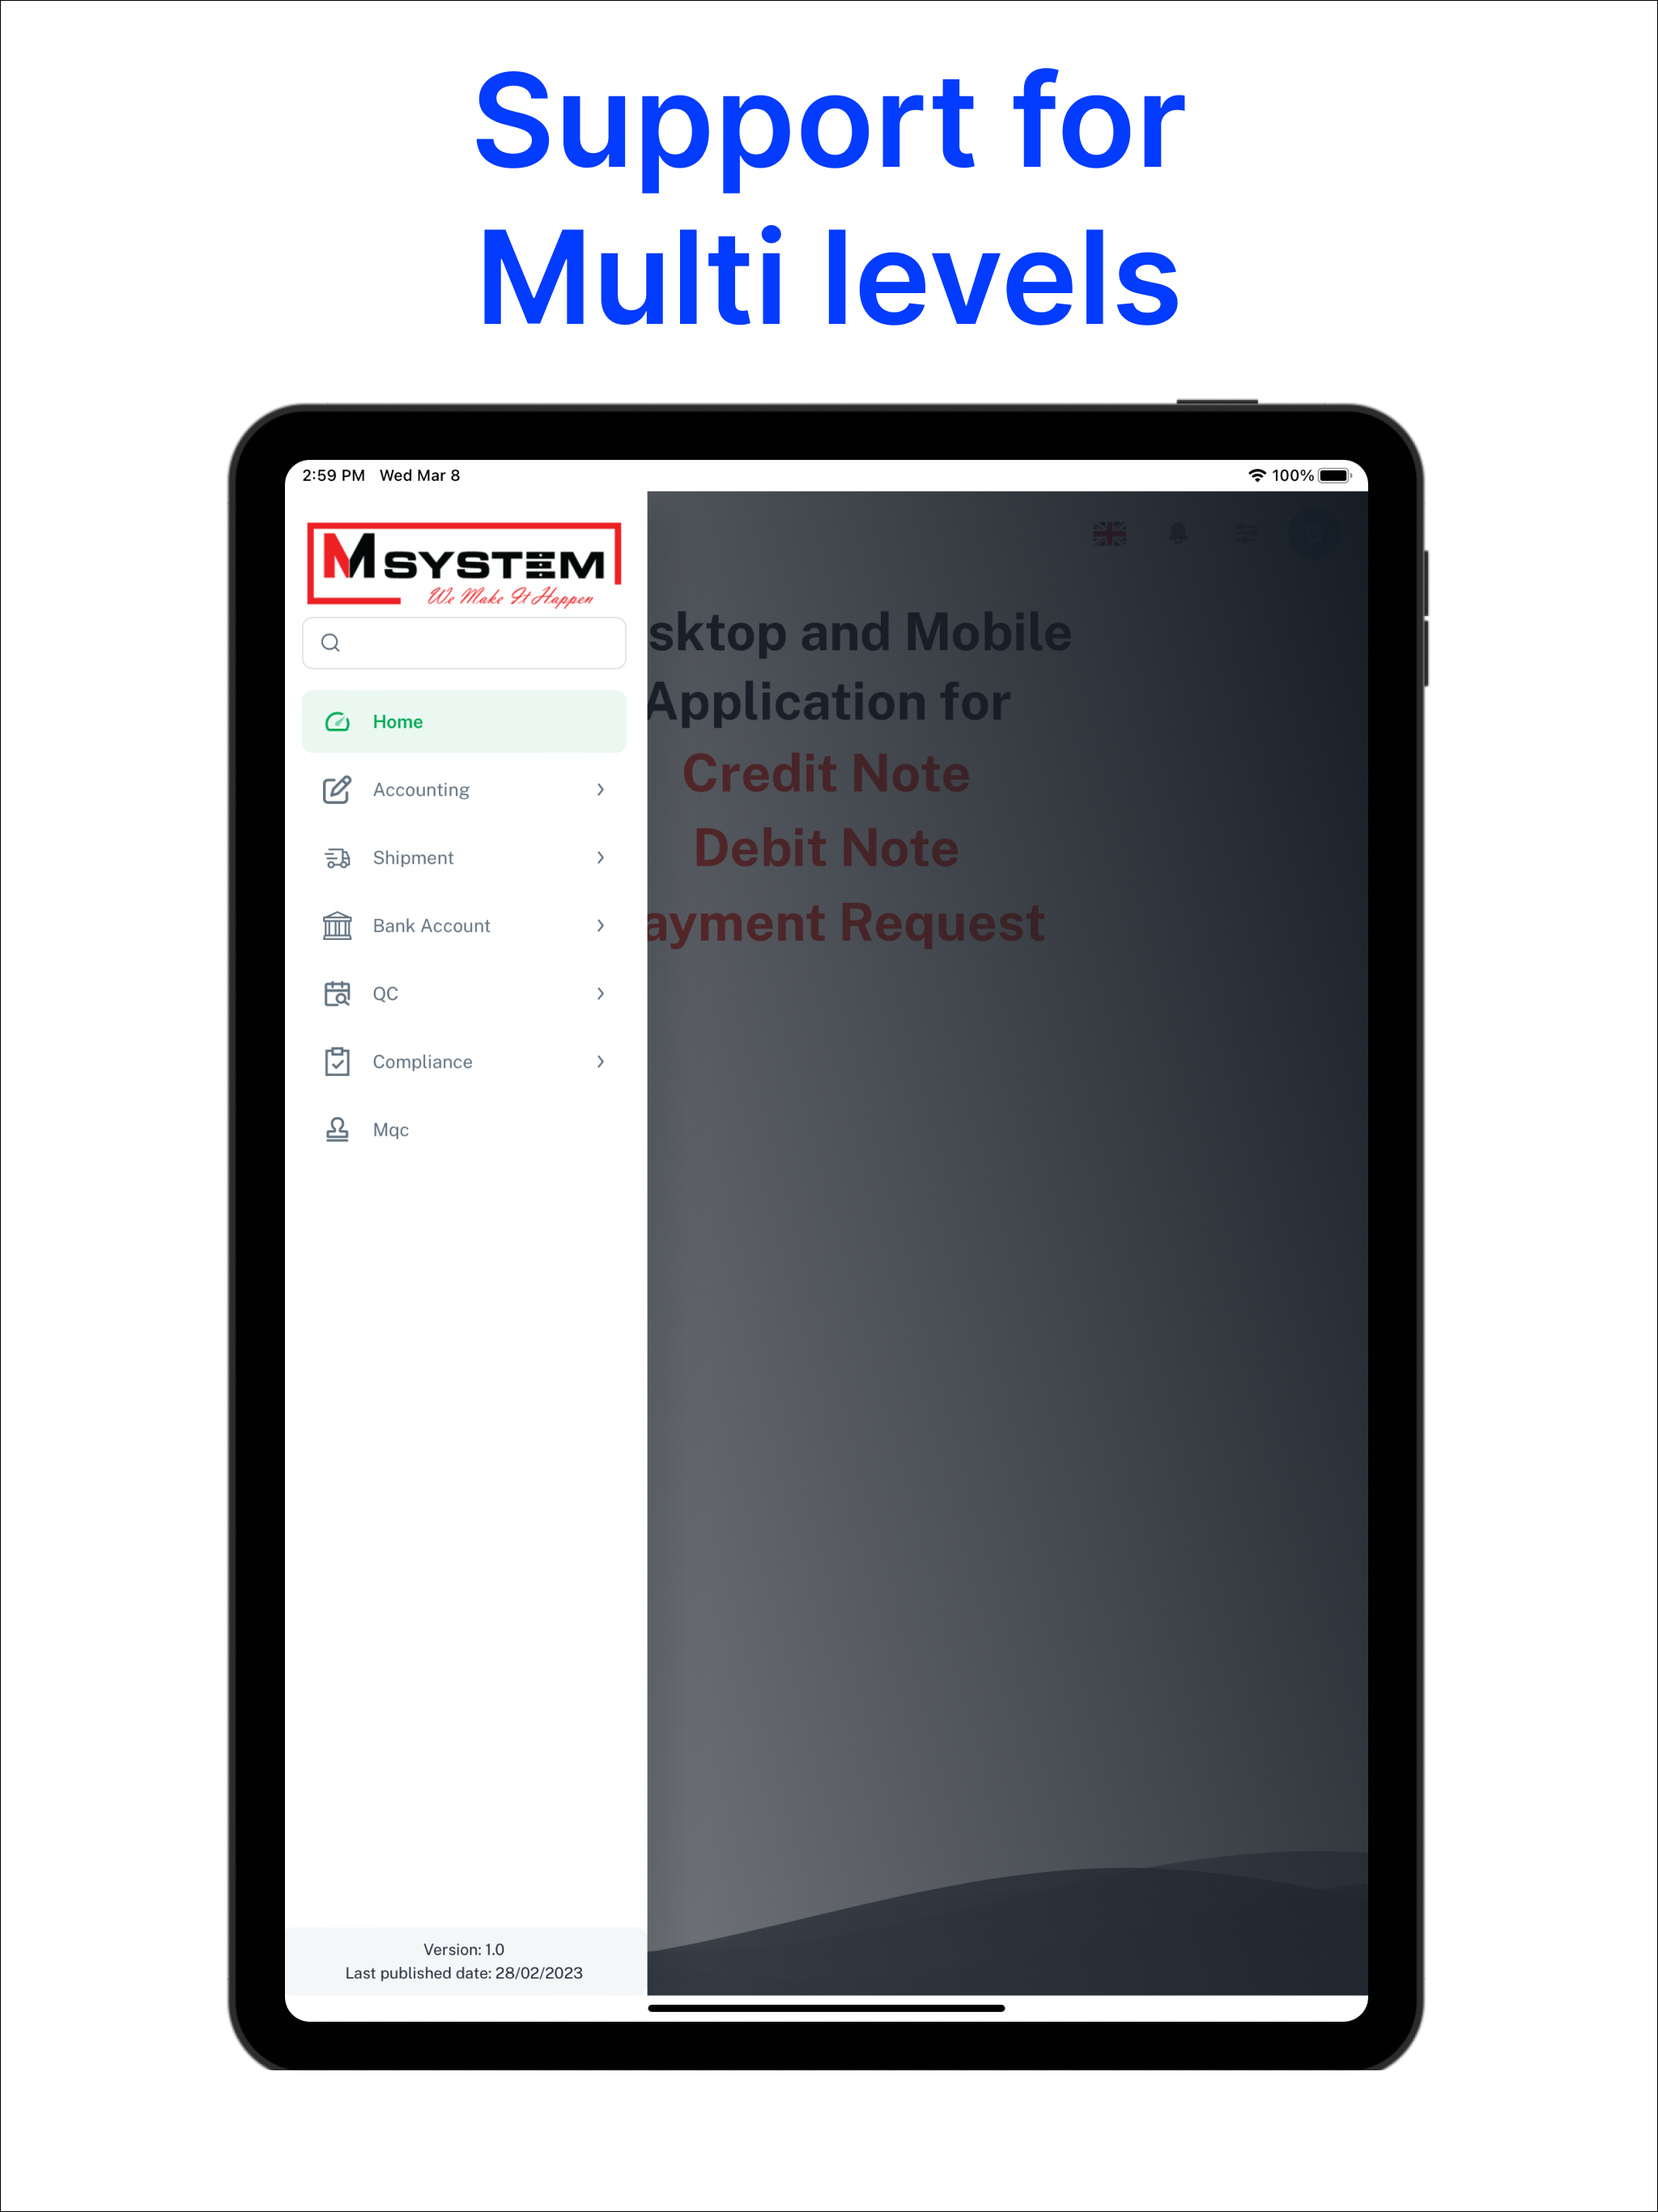 Support for
Multi levels
2:59 PM Wed Mar 8
100%
MSYSTEM
We Make It Happen
Home
Accounting
Shipment
Bank Account
QC
Compliance
Mqc
Version: 1.0
Last published date: 28/02/2023
sktop and Mobile
Application for
Credit Note
Debit Note
ayment Request